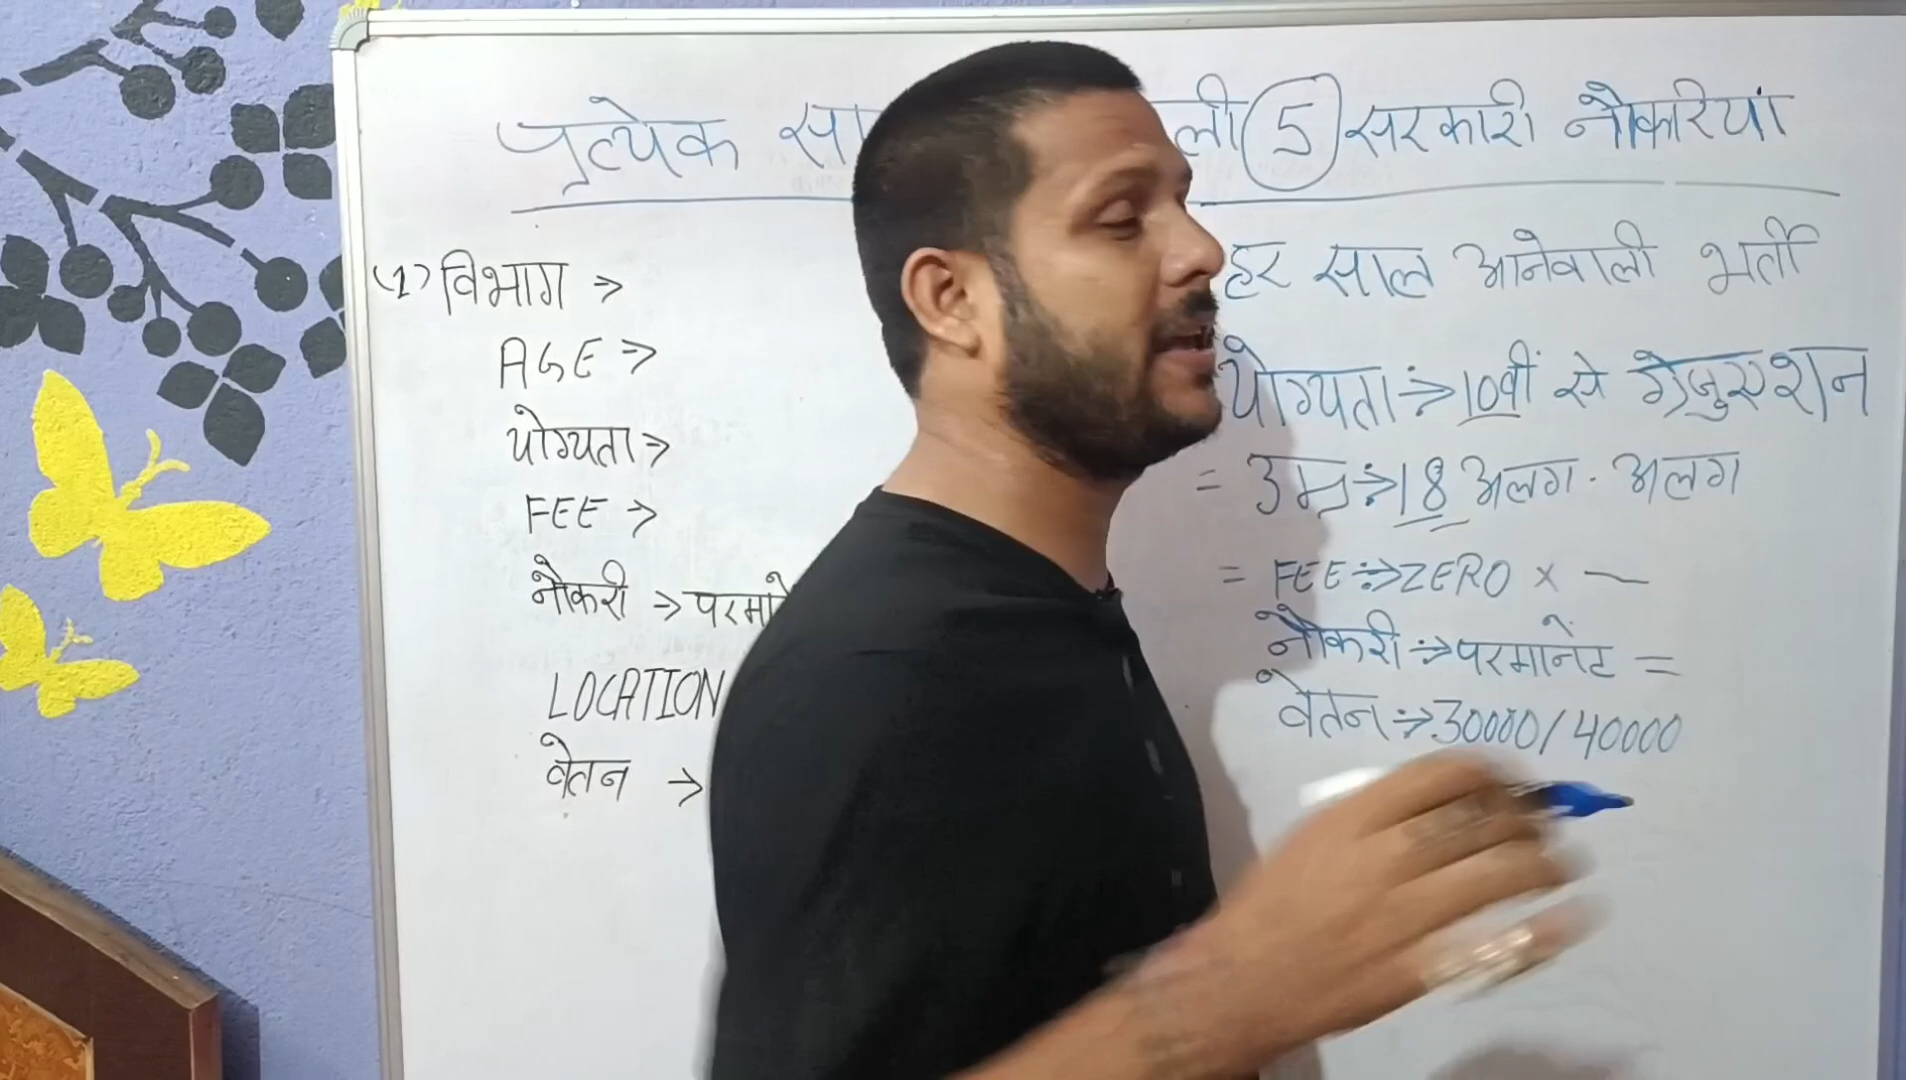 प्रत्येक सा ली 5 सरकारी नौकरियां
1) विभाग →
AGE →
योग्यता →
FEE →
नौकरी → परमाने
LOCATION
वेतन →
हर साल आनेवाली भर्ती
योग्यता → 10वीं से ग्रेजुएशन
= उम्र → 18 अलग. अलग
= FEE → ZERO × —
नौकरी → परमानेंट =
वेतन → 30000/40000